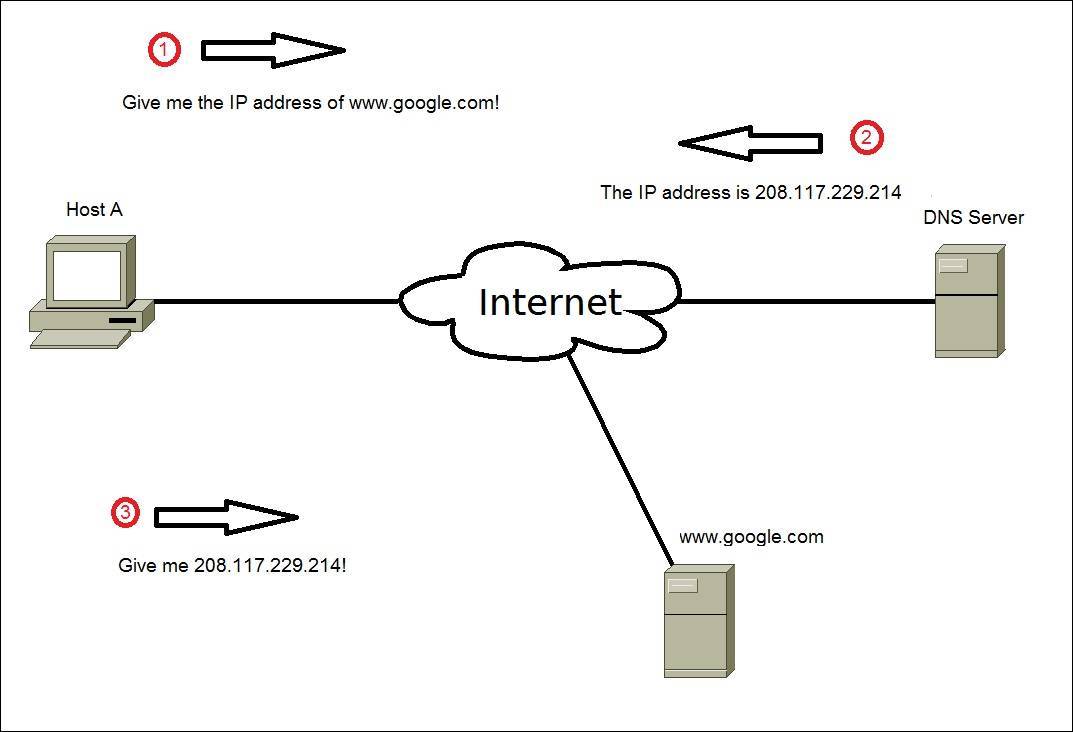 1
Give me the IP address of www.google.com!
2
The IP address is 208.117.229.214
Host A
DNS Server
Internet
3
Give me 208.117.229.214!
www.google.com